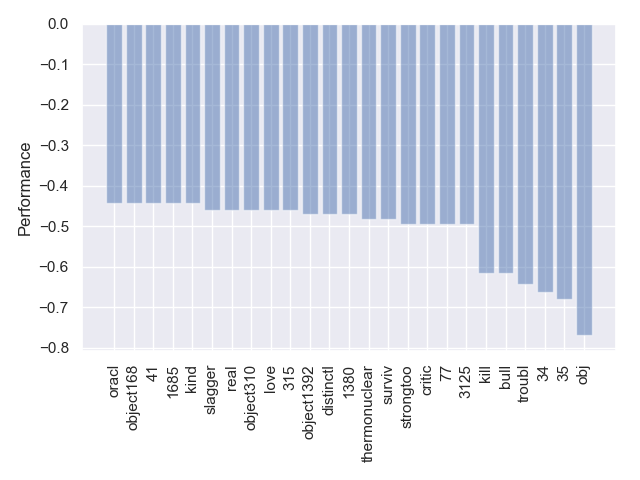 0.0
−0.1
−0.2
−0.3
−0.4
−0.5
−0.6
−0.7
−0.8
Performance
oracl
object168
41
1685
kind
slagger
real
object310
love
315
object1392
distinctl
1380
thermonuclear
surviv
strongtoo
critic
77
3125
kill
bull
troubl
34
35
obj